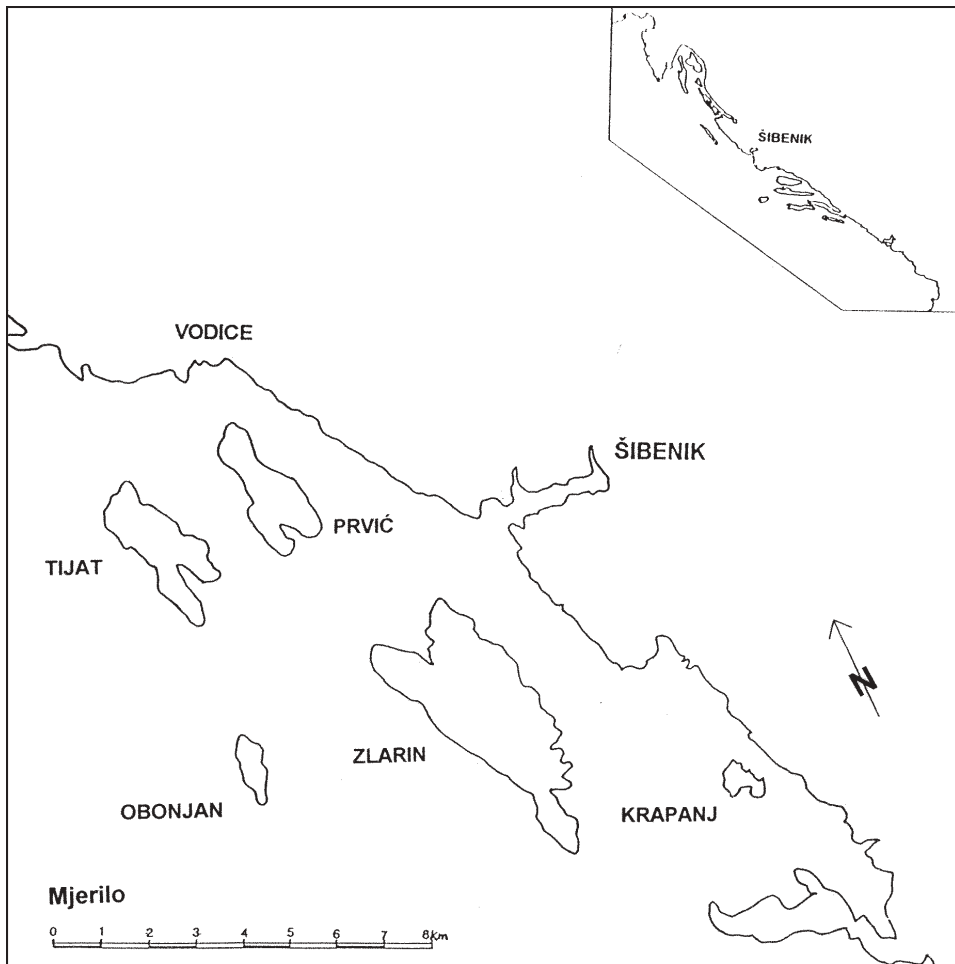 ŠIBENIK
VODICE
ŠIBENIK
PRVIĆ
TIJAT
N
ZLARIN
OBONJAN
KRAPANJ
Mjerilo
0 1 2 3 4 5 6 7 8Km